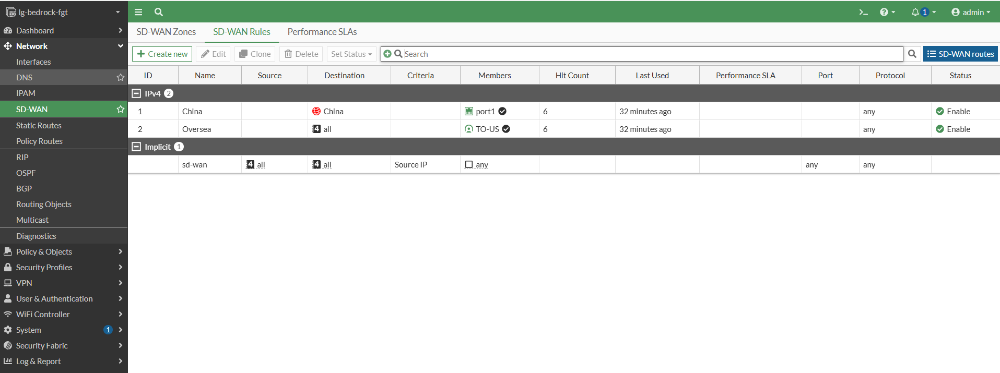 lg-bedrock-fgt
Dashboard
Network
Interfaces
DNS
IPAM
SD-WAN
Static Routes
Policy Routes
RIP
OSPF
BGP
Routing Objects
Multicast
Diagnostics
Policy & Objects
Security Profiles
VPN
User & Authentication
WiFi Controller
System 1
Security Fabric
Log & Report
>_ ? 1 admin
SD-WAN Zones SD-WAN Rules Performance SLAs
Create new Edit Clone Delete Set Status Search SD-WAN routes
ID Name Source Destination Criteria Members Hit Count Last Used Performance SLA Port Protocol Status
IPv4 2
1 China China port1 6 32 minutes ago any Enable
2 Oversea 4 all TO-US 6 32 minutes ago any Enable
Implicit 1
sd-wan 4 all 4 all Source IP any any any